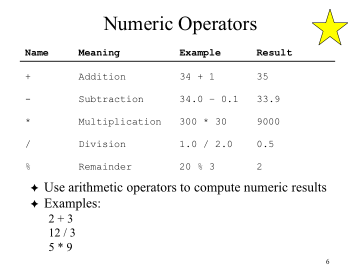 Numeric Operators
Name Meaning Example Result
+ Addition 34 + 1 35
- Subtraction 34.0 – 0.1 33.9
* Multiplication 300 * 30 9000
/ Division 1.0 / 2.0 0.5
% Remainder 20 % 3 2
✦ Use arithmetic operators to compute numeric results
✦ Examples:
2 + 3
12 / 3
5 * 9
6